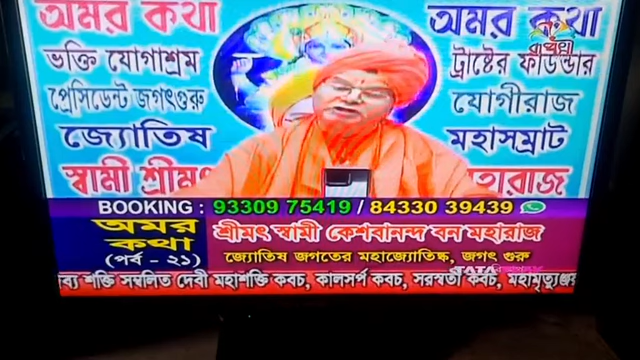 অমর কথা
ভক্তি যোগাশ্রম
প্রেসিডেন্ট জগৎগুরু
জ্যোতিষ
স্বামী শ্রীমৎ
অমর কথা
ট্রাষ্টের ফাউন্ডার
যোগীরাজ
মহাসম্রাট
মহারাজ
BOOKING : 93309 75419 / 84330 39439
অমর
কথা
(পর্ব - ২১)
শ্রীমৎ স্বামী কেশবানন্দ বন মহারাজ
জ্যোতিষ জগতের মহাজ্যোতিষ্ক, জগৎ গুরু
TATA
ব্য শক্তি সম্বলিত দেবী মহাশক্তি কবচ, কালসর্প কবচ, সরস্বতী কবচ, মহামৃত্যুঞ্জয়